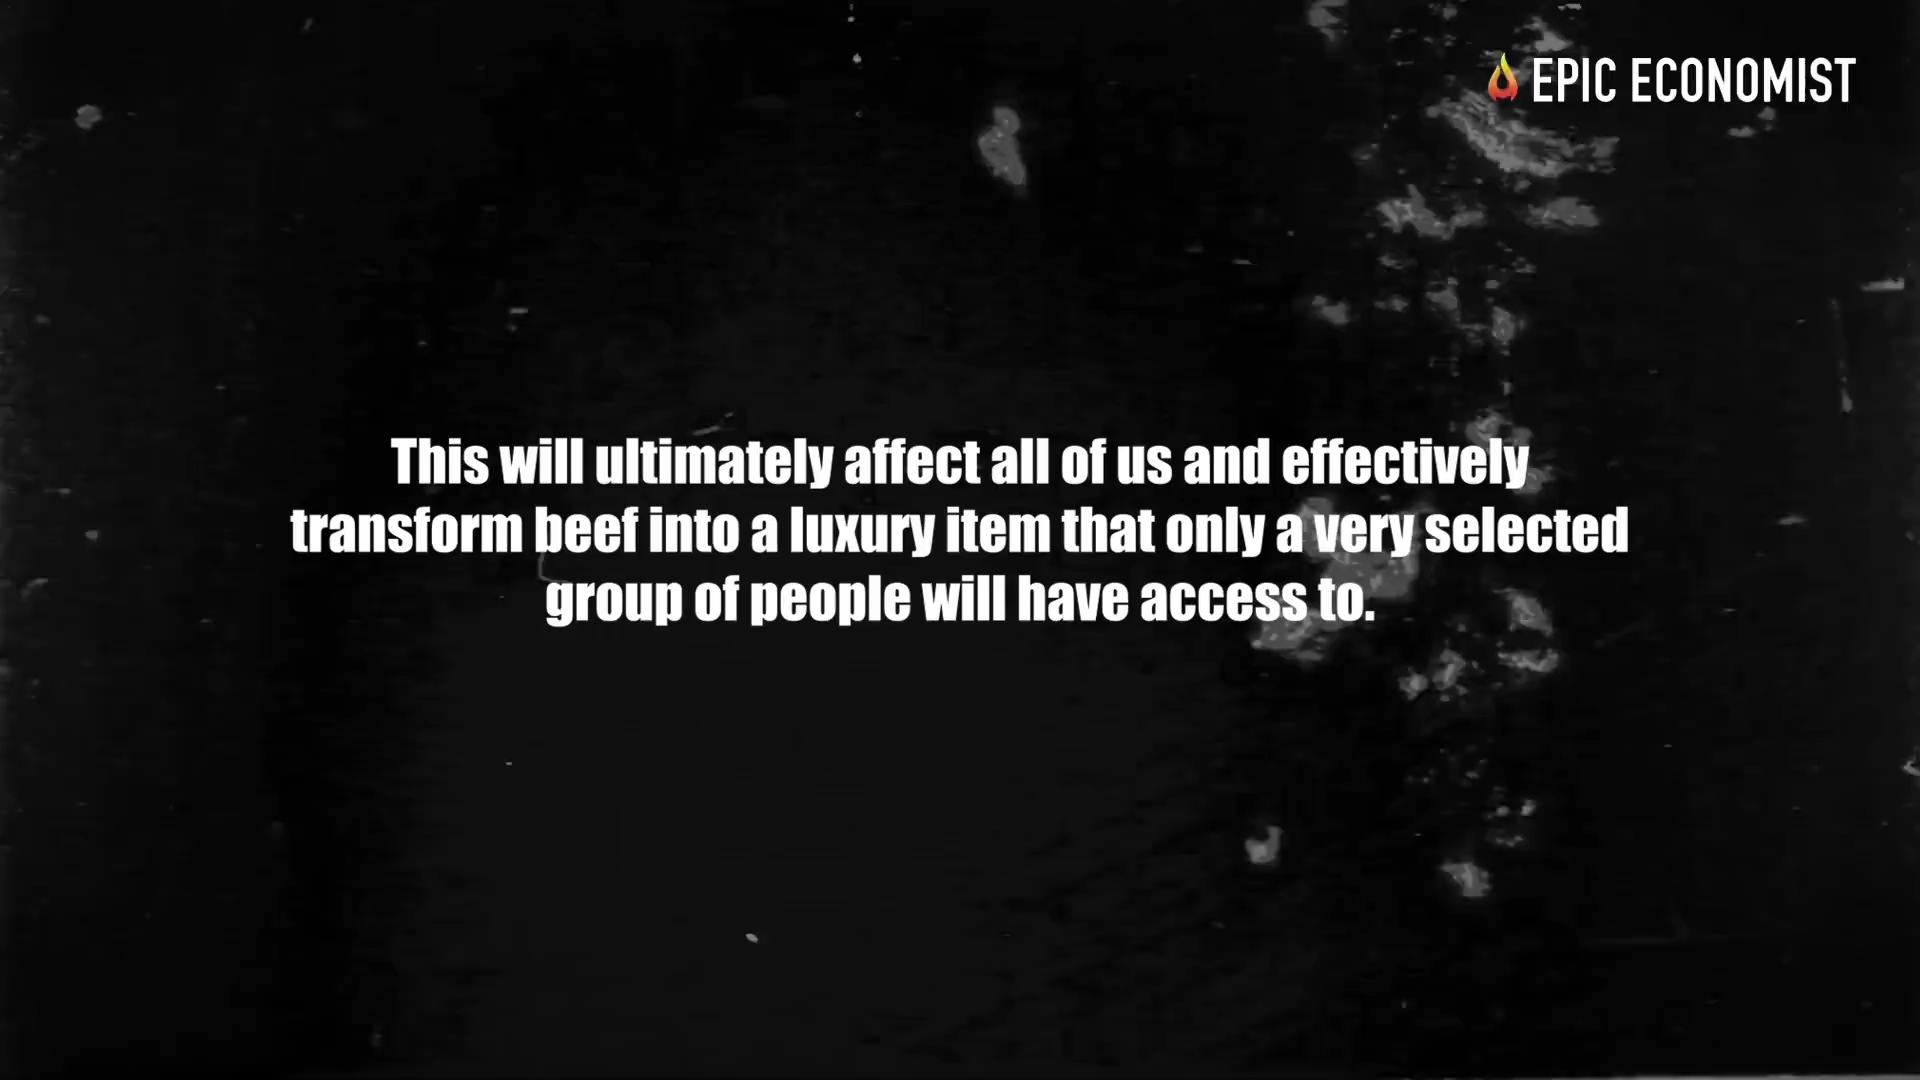 EPIC ECONOMIST
This will ultimately affect all of us and effectively
transform beef into a luxury item that only a very selected
group of people will have access to.